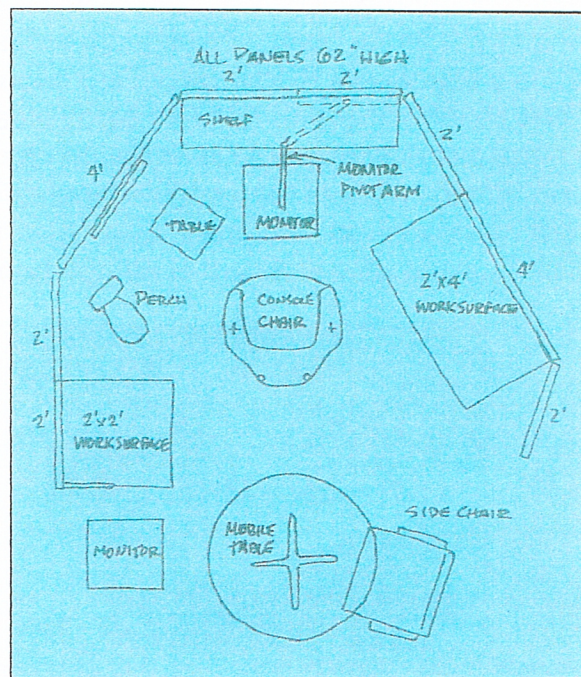 ALL PANELS 62" HIGH
2'
2'
SHELF
2'
4'
MONITOR
PIVOT ARM
TABLE
MONITOR
2'x4'
WORKSURFACE
4'
PERCH
CONSOLE
CHAIR
2'
2'
2'x2'
WORKSURFACE
2'
SIDE CHAIR
MOBILE
TABLE
MONITOR